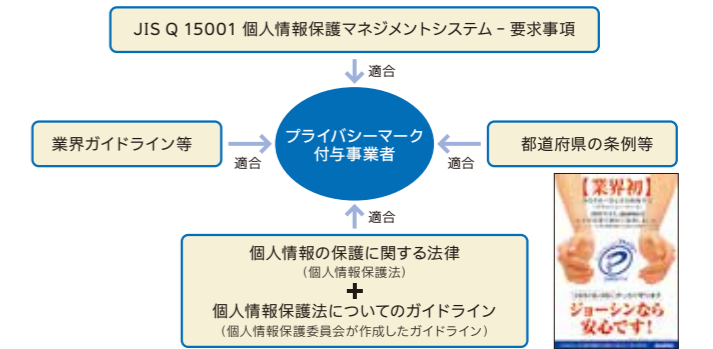 JIS Q 15001 個人情報保護マネジメントシステム – 要求事項
適合
業界ガイドライン等
適合
プライバシーマーク
付与事業者
適合
都道府県の条例等
適合
個人情報の保護に関する法律
（個人情報保護法）
+
個人情報保護法についてのガイドライン
（個人情報保護委員会が作成したガイドライン）
【業界初】
ジョーシンなら
安心です！